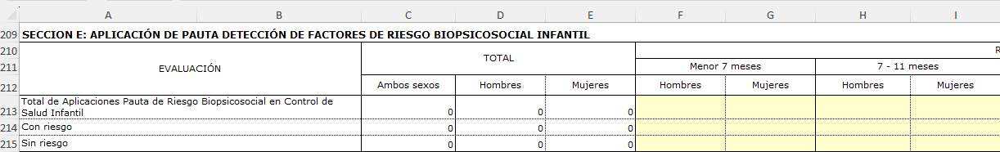 A B C D E F G H I
209 SECCION E: APLICACIÓN DE PAUTA DETECCIÓN DE FACTORES DE RIESGO BIOPSICOSOCIAL INFANTIL
210 R
EVALUACIÓN TOTAL
211 Menor 7 meses 7 - 11 meses
212 Ambos sexos Hombres Mujeres Hombres Mujeres Hombres Mujeres
Total de Aplicaciones Pauta de Riesgo Biopsicosocial en Control de
213 Salud Infantil 0 0 0
214 Con riesgo 0 0 0
215 Sin riesgo 0 0 0